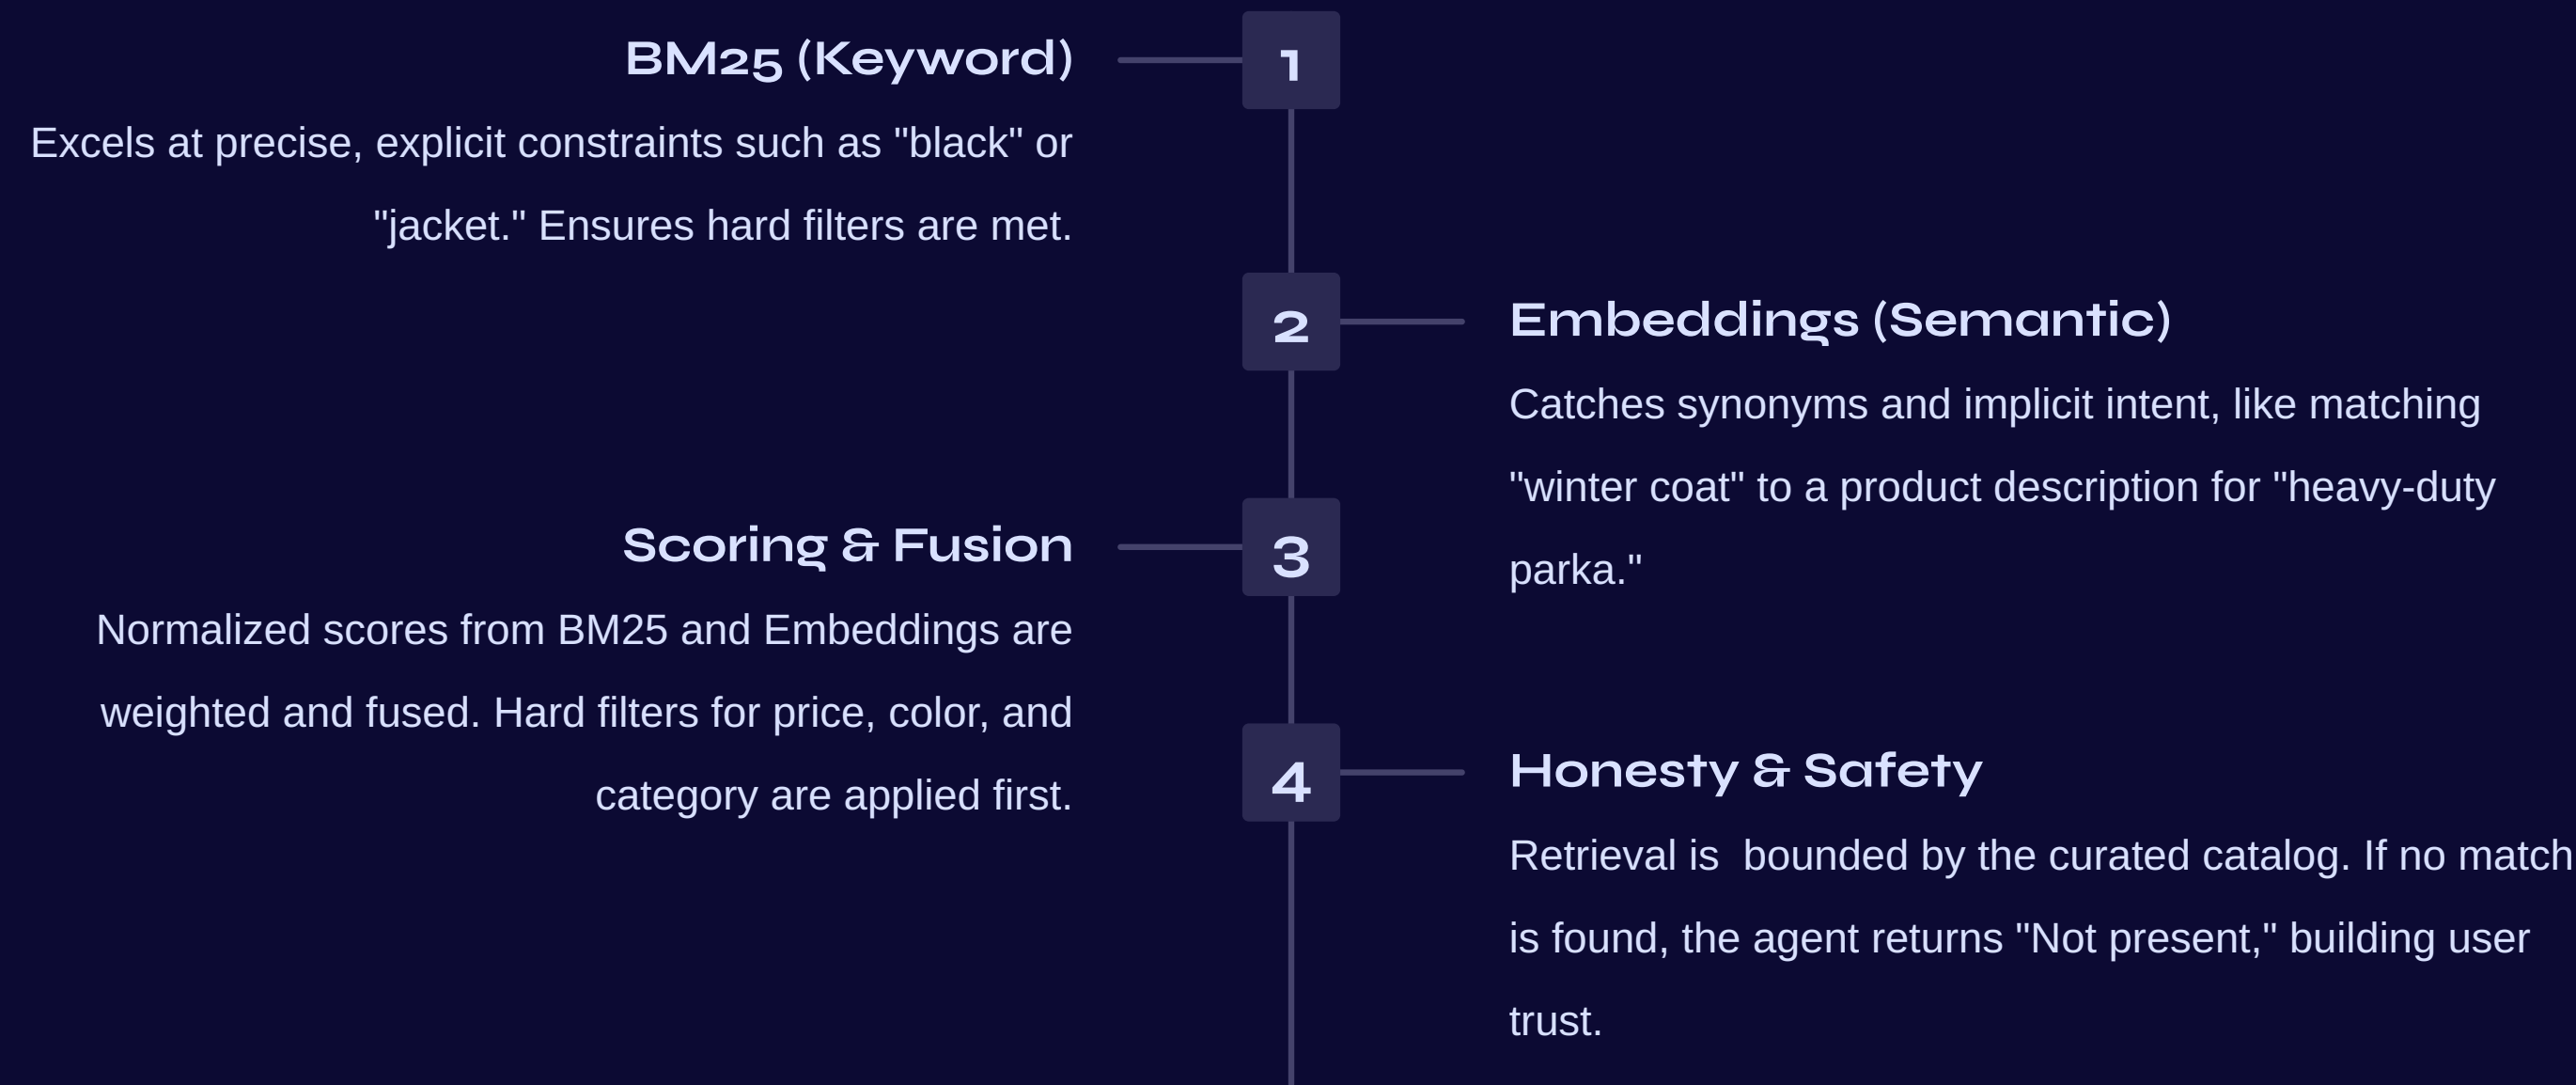 BM25 (Keyword)
1
Excels at precise, explicit constraints such as "black" or
"jacket." Ensures hard filters are met.
2
Embeddings (Semantic)
Catches synonyms and implicit intent, like matching
"winter coat" to a product description for "heavy-duty
parka."
Scoring & Fusion
3
Normalized scores from BM25 and Embeddings are
weighted and fused. Hard filters for price, color, and
category are applied first.
4
Honesty & Safety
Retrieval is  bounded by the curated catalog. If no match
is found, the agent returns "Not present," building user
trust.